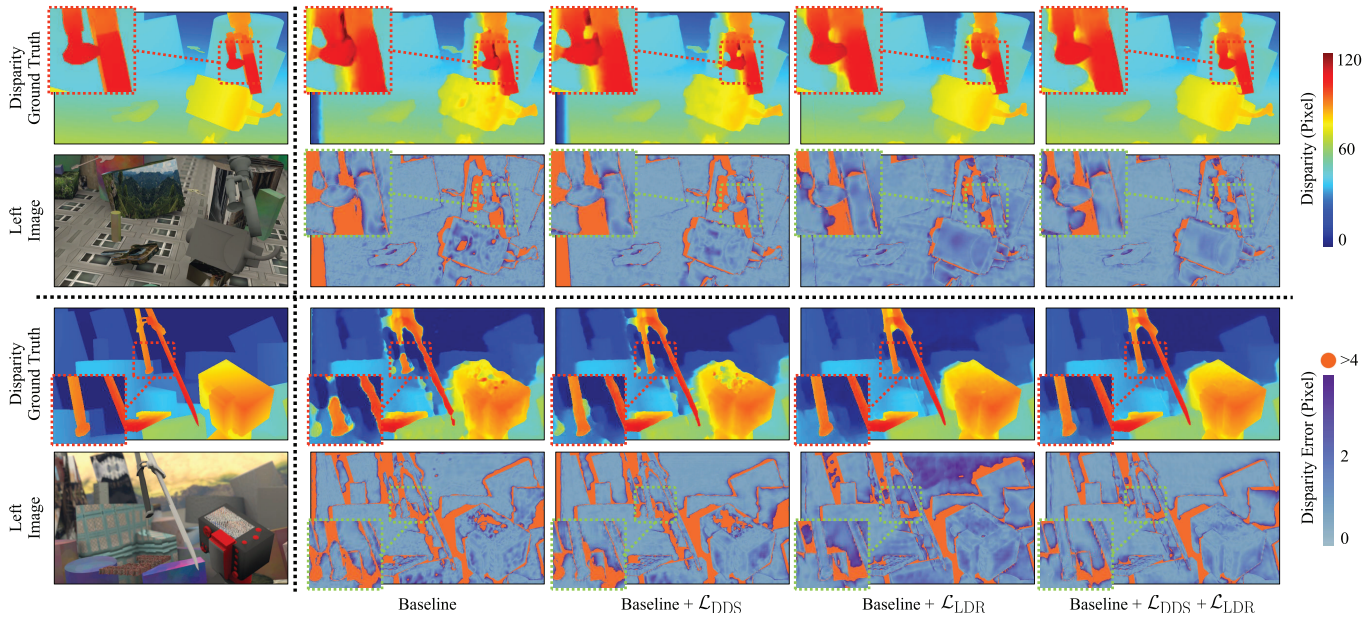 Disparity
Ground Truth
Left
Image
Disparity
Ground Truth
Left
Image
120
60
0
Disparity (Pixel)
>4
2
0
Disparity Error (Pixel)
Baseline
Baseline + ℒDDS
Baseline + ℒLDR
Baseline + ℒDDS + ℒLDR